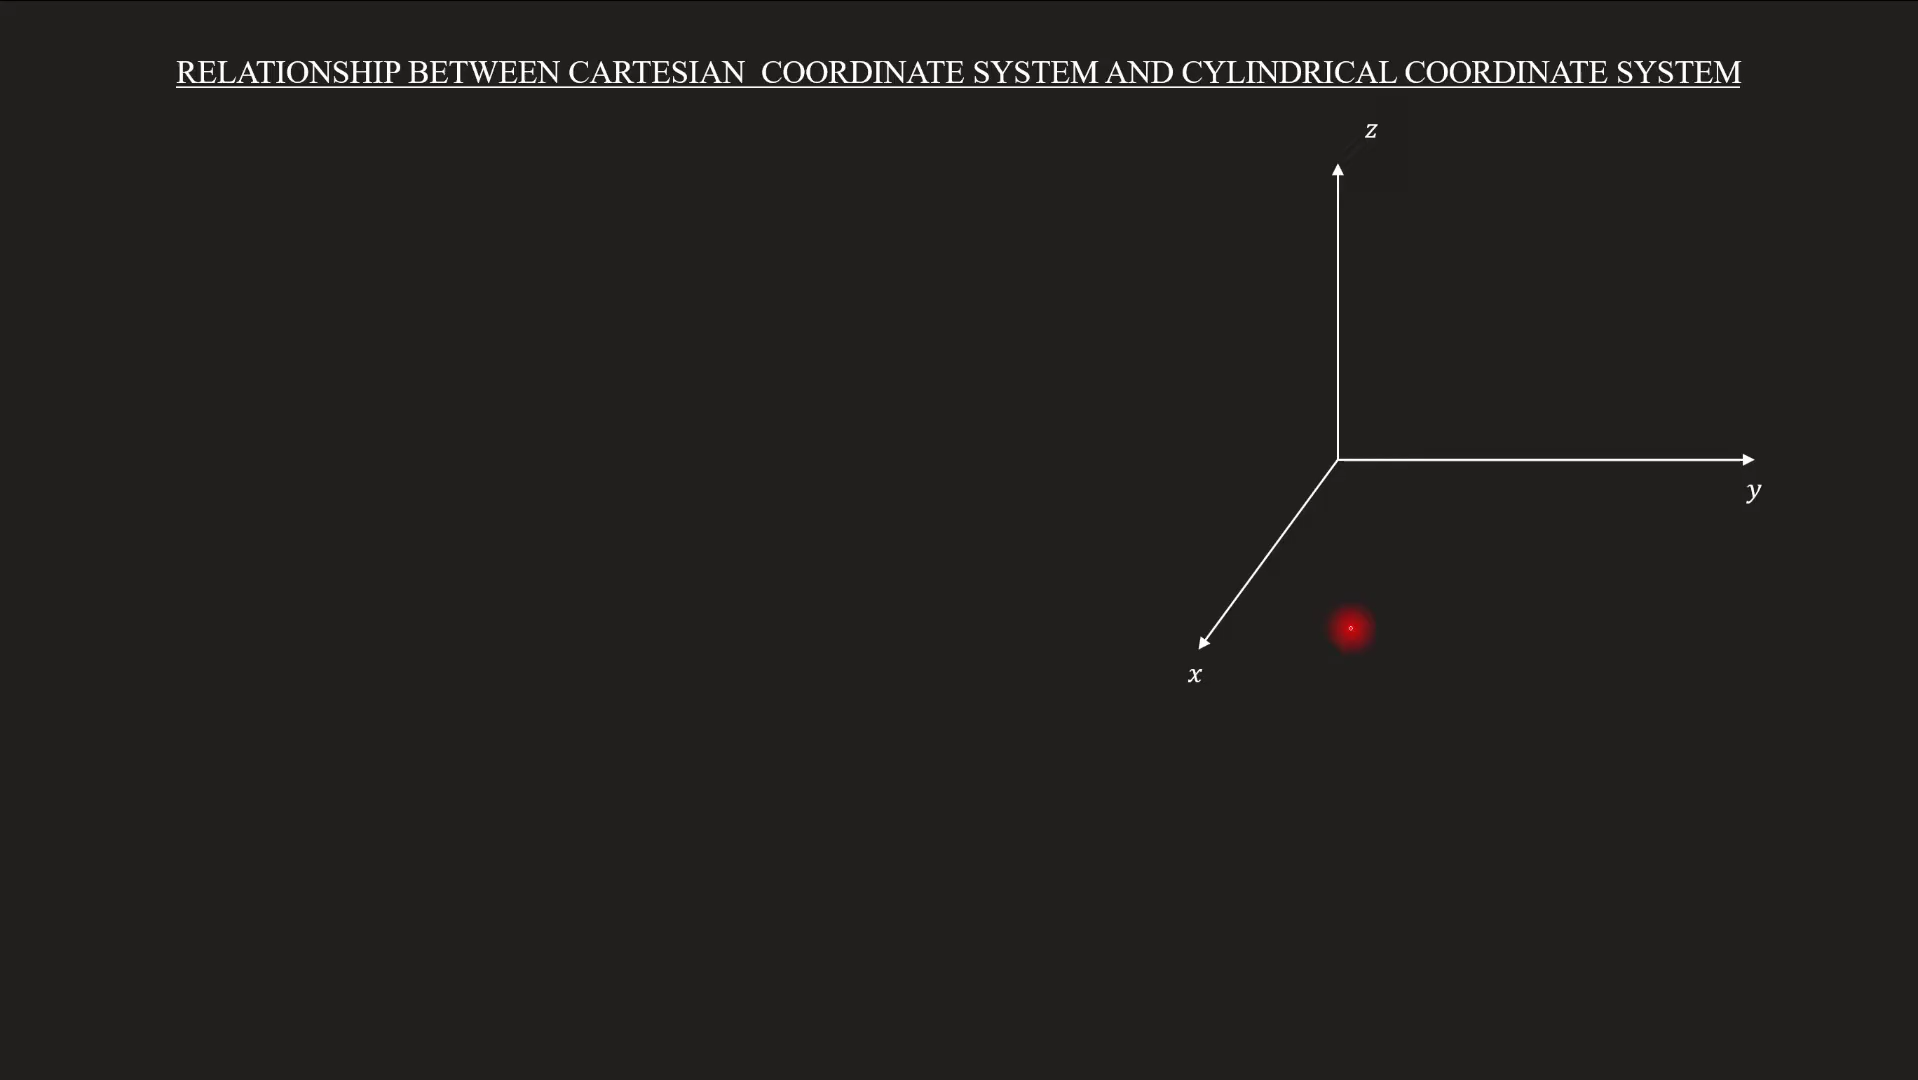 RELATIONSHIP BETWEEN CARTESIAN  COORDINATE SYSTEM AND CYLINDRICAL COORDINATE SYSTEM
z
y
x